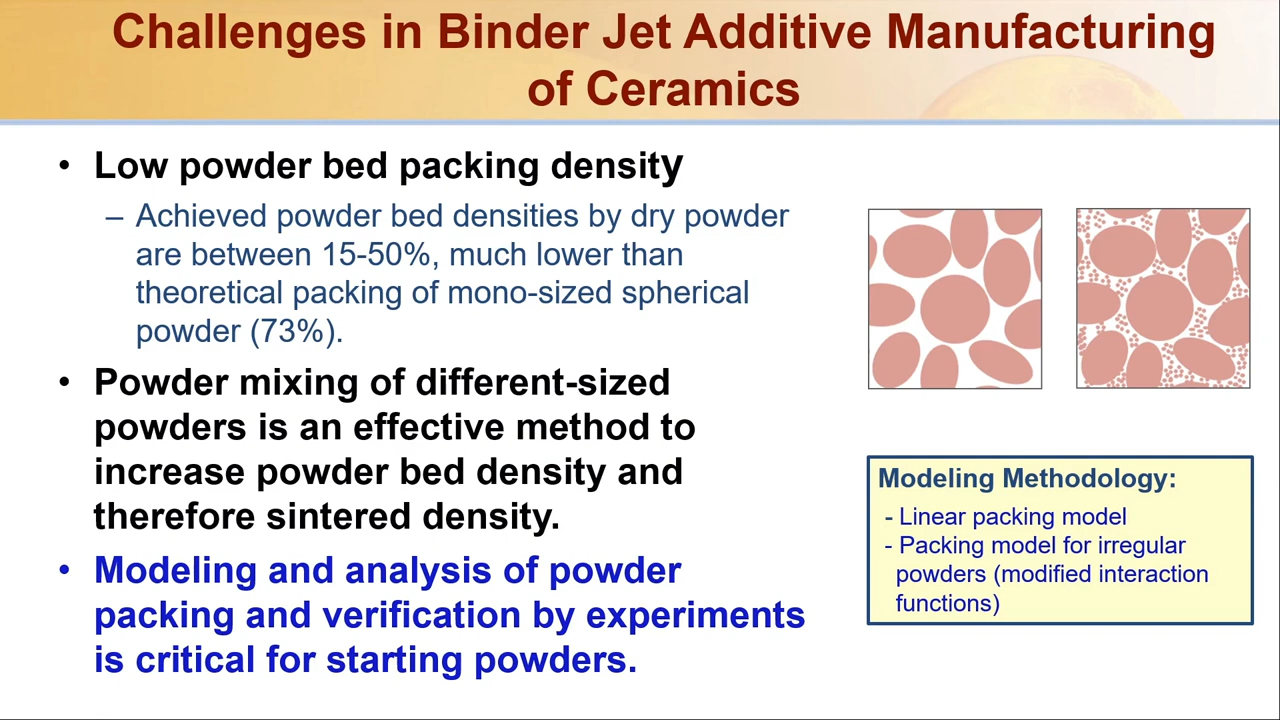 Challenges in Binder Jet Additive Manufacturing
of Ceramics
• Low powder bed packing density
– Achieved powder bed densities by dry powder
are between 15-50%, much lower than
theoretical packing of mono-sized spherical
powder (73%).
• Powder mixing of different-sized
powders is an effective method to
increase powder bed density and
therefore sintered density.
• Modeling and analysis of powder
packing and verification by experiments
is critical for starting powders.
Modeling Methodology:
- Linear packing model
- Packing model for irregular
powders (modified interaction
functions)